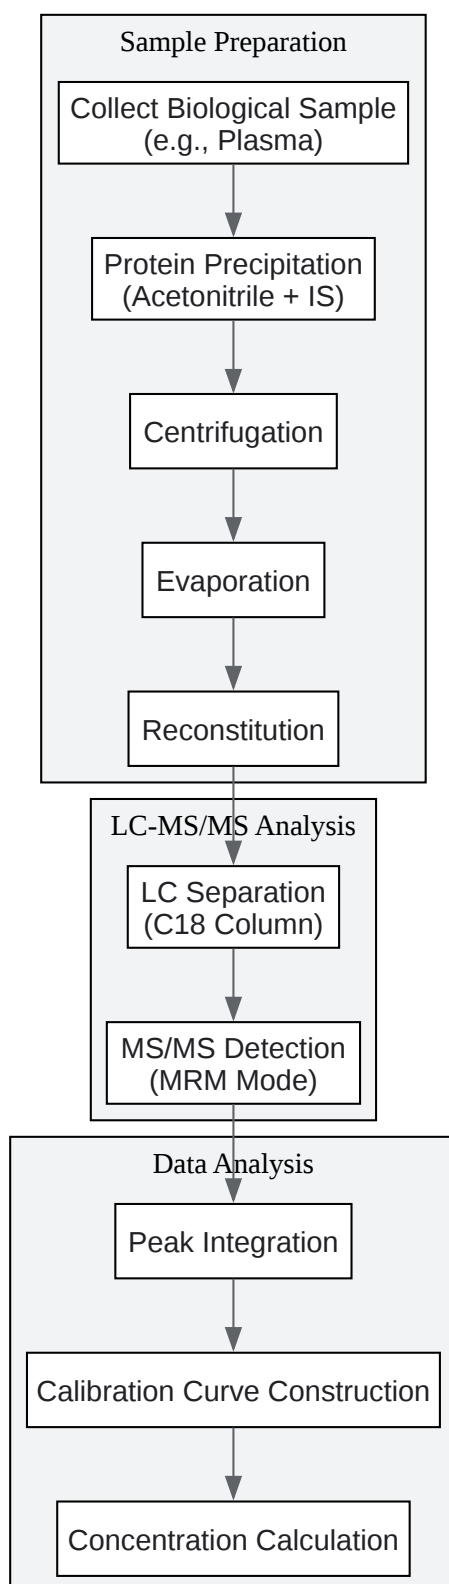 Sample Preparation
Collect Biological Sample
(e.g., Plasma)
Protein Precipitation
(Acetonitrile + IS)
Centrifugation
Evaporation
Reconstitution
LC-MS/MS Analysis
LC Separation
(C18 Column)
MS/MS Detection
(MRM Mode)
Data Analysis
Peak Integration
Calibration Curve Construction
Concentration Calculation